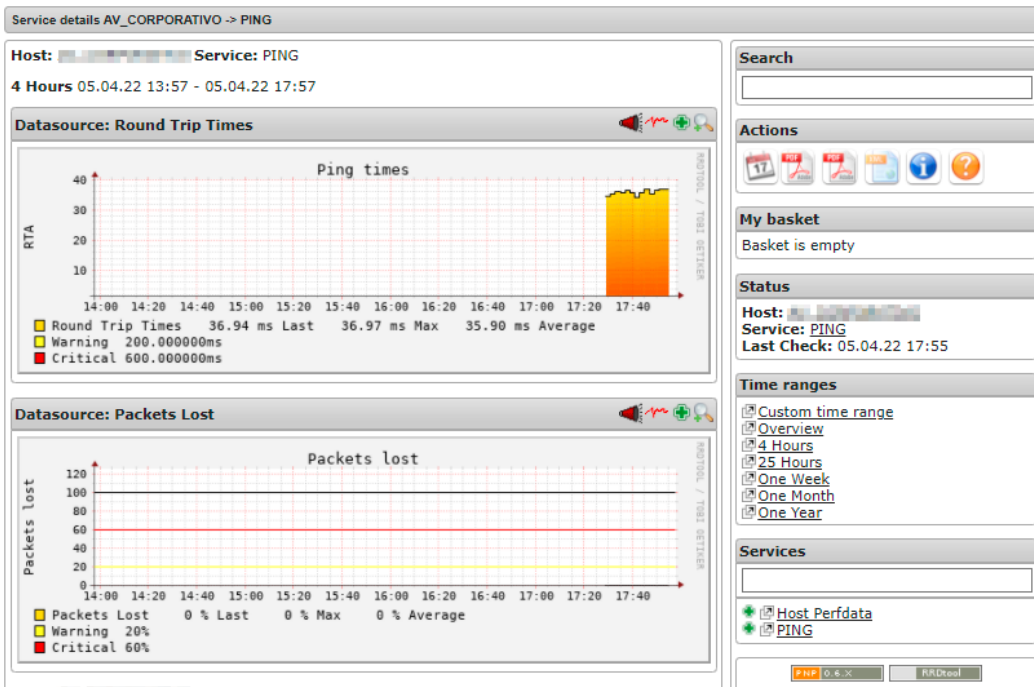 Service details AV_CORPORATIVO -> PING
Host: Service: PING
4 Hours 05.04.22 13:57 - 05.04.22 17:57
Datasource: Round Trip Times
Ping times
RRDTOOL / TOBI OETIKER
RTA
40
30
20
10
14:00 14:20 14:40 15:00 15:20 15:40 16:00 16:20 16:40 17:00 17:20 17:40
Round Trip Times 36.94 ms Last 36.97 ms Max 35.90 ms Average
Warning 200.000000ms
Critical 600.000000ms
Datasource: Packets Lost
Packets lost
RRDTOOL / TOBI OETIKER
Packets lost
120
100
80
60
40
20
0
14:00 14:20 14:40 15:00 15:20 15:40 16:00 16:20 16:40 17:00 17:20 17:40
Packets Lost 0 % Last 0 % Max 0 % Average
Warning 20%
Critical 60%
Search
Actions
17
PDF
Adobe
PDF
Adobe
My basket
Basket is empty
Status
Host:
Service: PING
Last Check: 05.04.22 17:55
Time ranges
Custom time range
Overview
4 Hours
25 Hours
One Week
One Month
One Year
Services
Host Perfdata
PING
PNP 0.6.X
RRDtool